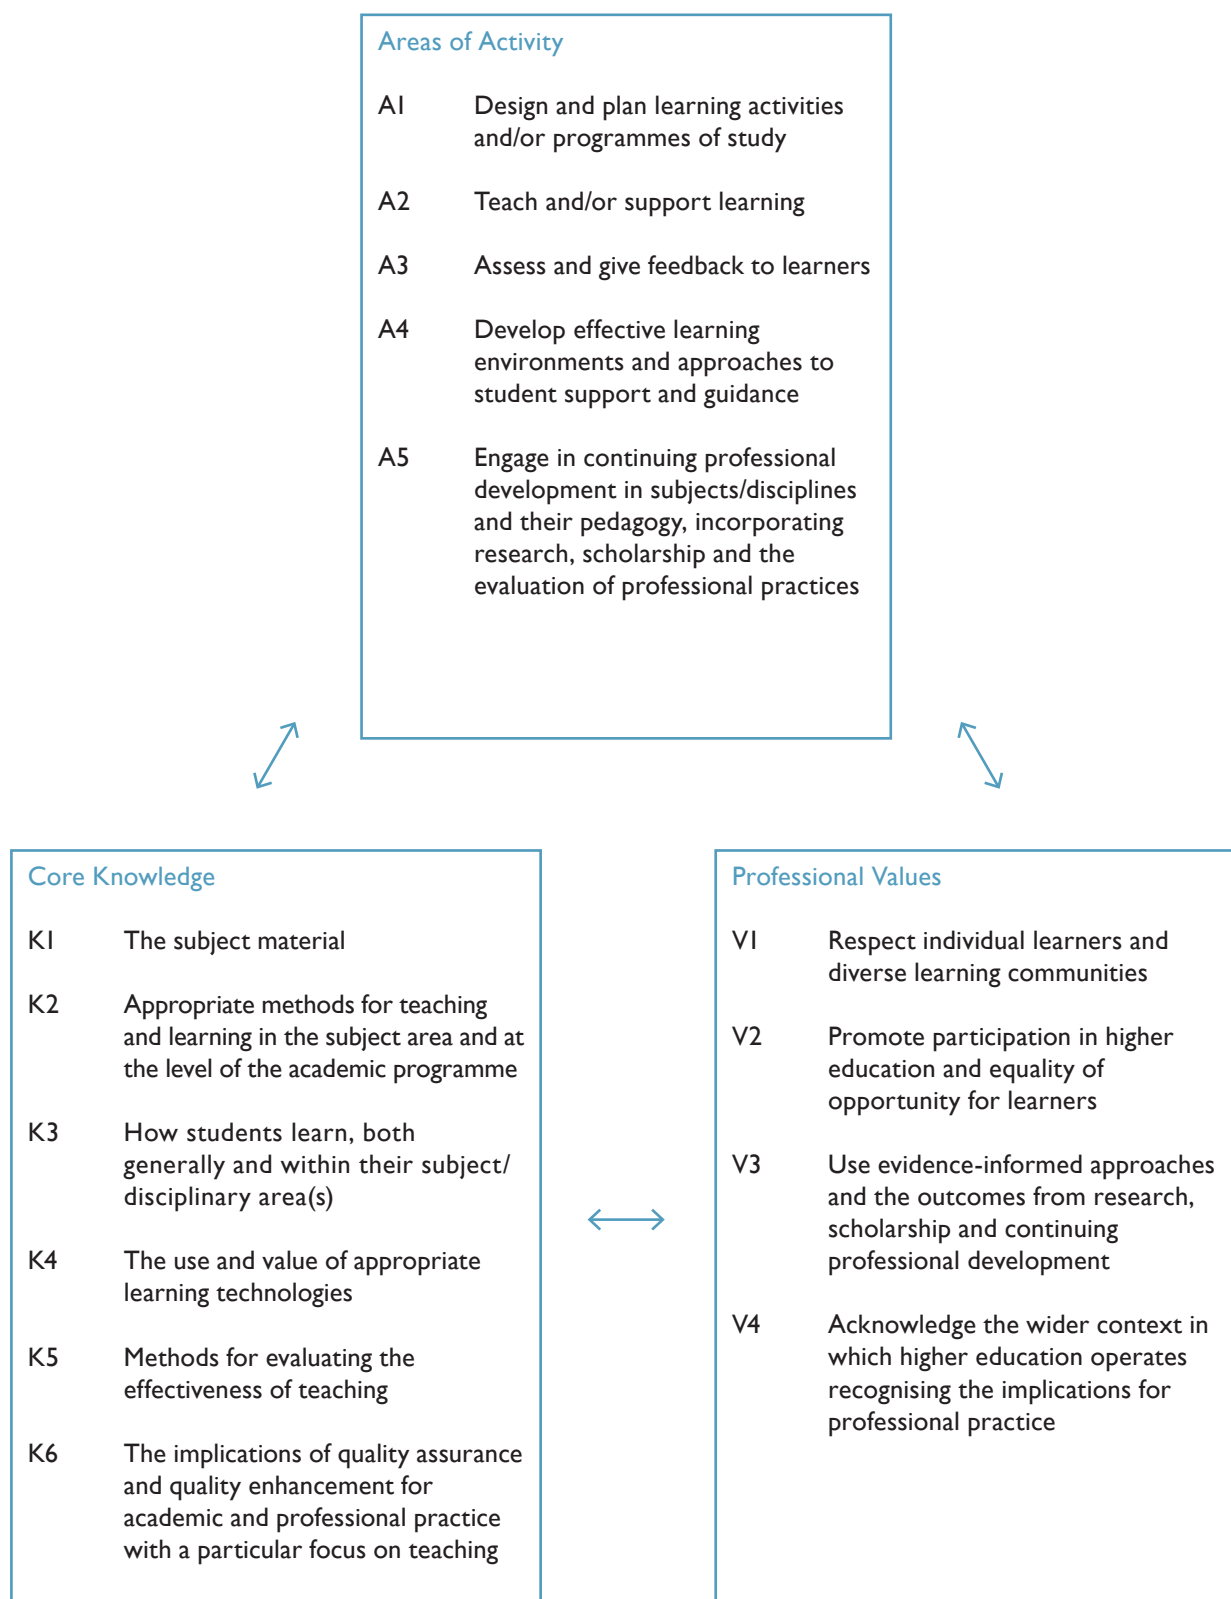 Areas of Activity
A1 Design and plan learning activities
and/or programmes of study
A2 Teach and/or support learning
A3 Assess and give feedback to learners
A4 Develop effective learning
environments and approaches to
student support and guidance
A5 Engage in continuing professional
development in subjects/disciplines
and their pedagogy, incorporating
research, scholarship and the
evaluation of professional practices
Core Knowledge
K1 The subject material
K2 Appropriate methods for teaching
and learning in the subject area and at
the level of the academic programme
K3 How students learn, both
generally and within their subject/
disciplinary area(s)
K4 The use and value of appropriate
learning technologies
K5 Methods for evaluating the
effectiveness of teaching
K6 The implications of quality assurance
and quality enhancement for
academic and professional practice
with a particular focus on teaching
Professional Values
V1 Respect individual learners and
diverse learning communities
V2 Promote participation in higher
education and equality of
opportunity for learners
V3 Use evidence-informed approaches
and the outcomes from research,
scholarship and continuing
professional development
V4 Acknowledge the wider context in
which higher education operates
recognising the implications for
professional practice